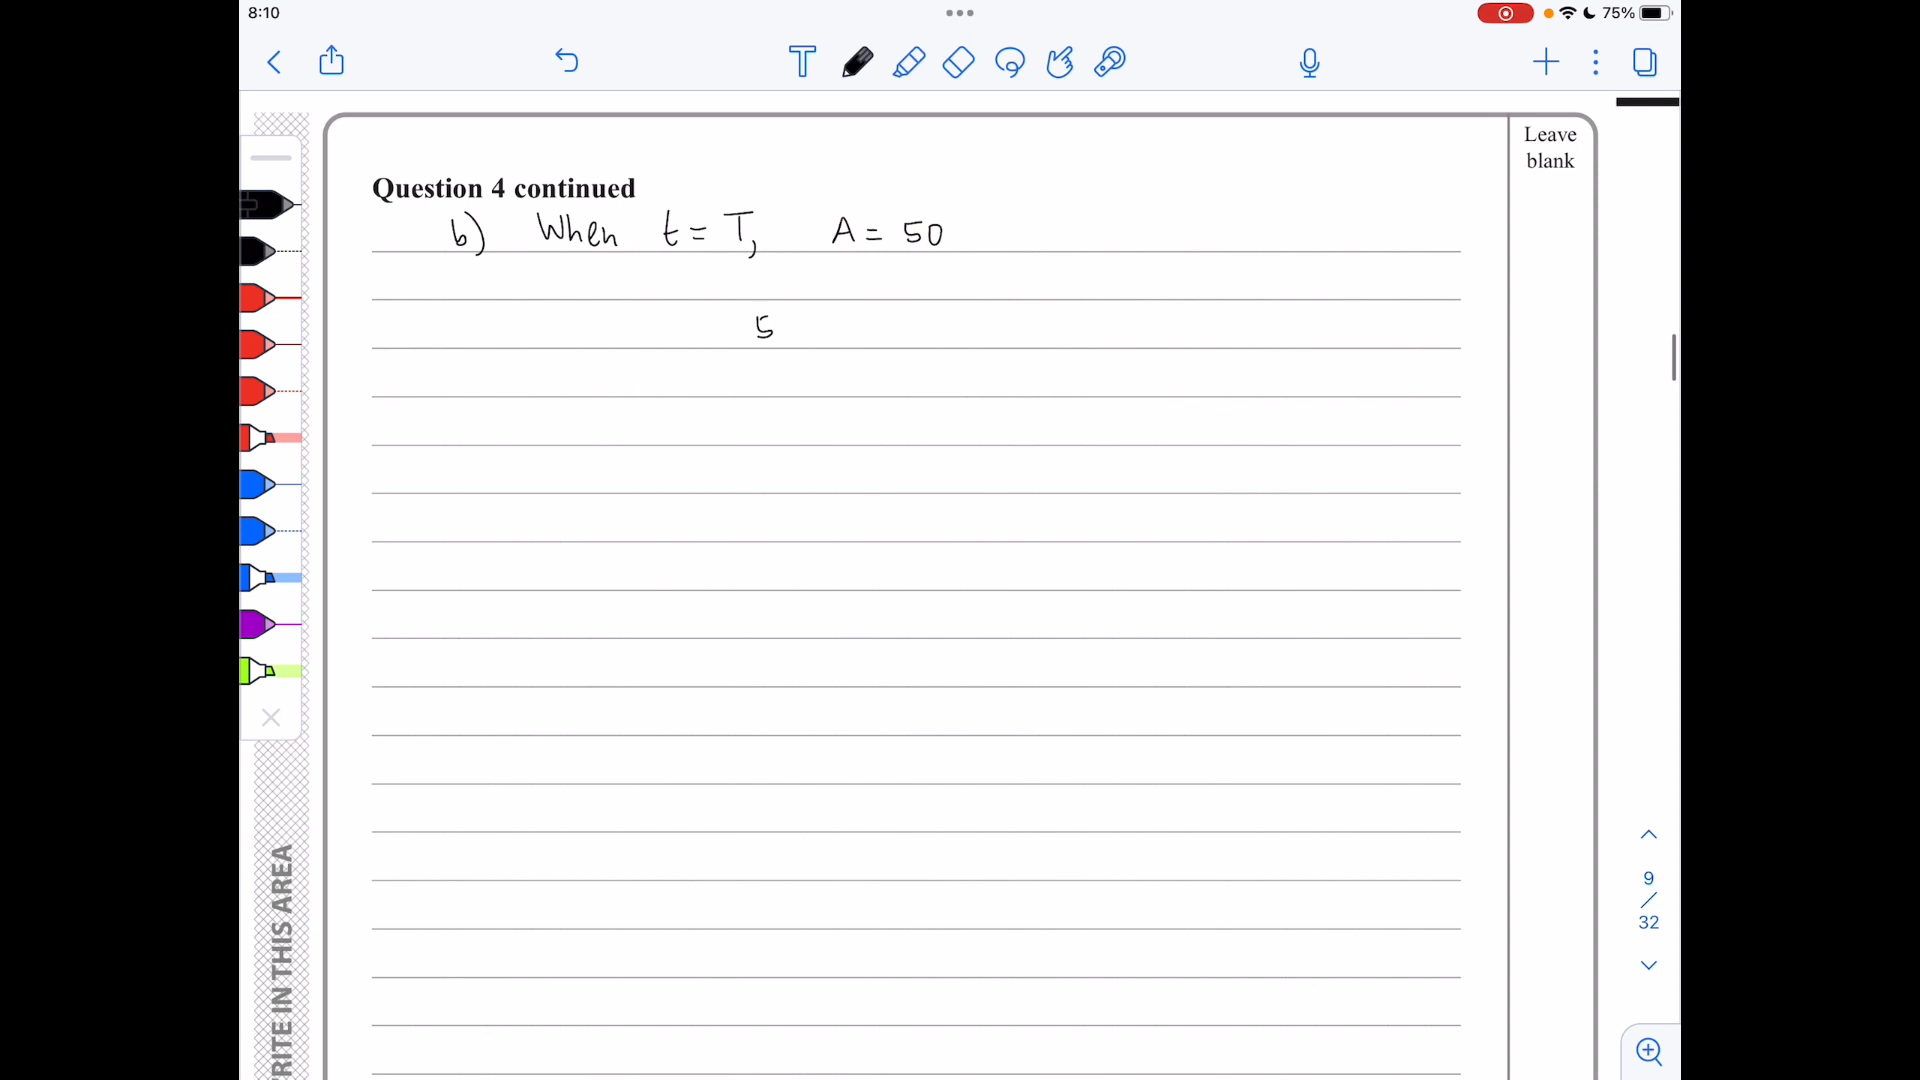 8:10
75%
T
Leave
blank
Question 4 continued
b) When t = T, A = 50
5
9
/
32
RITE IN THIS AREA